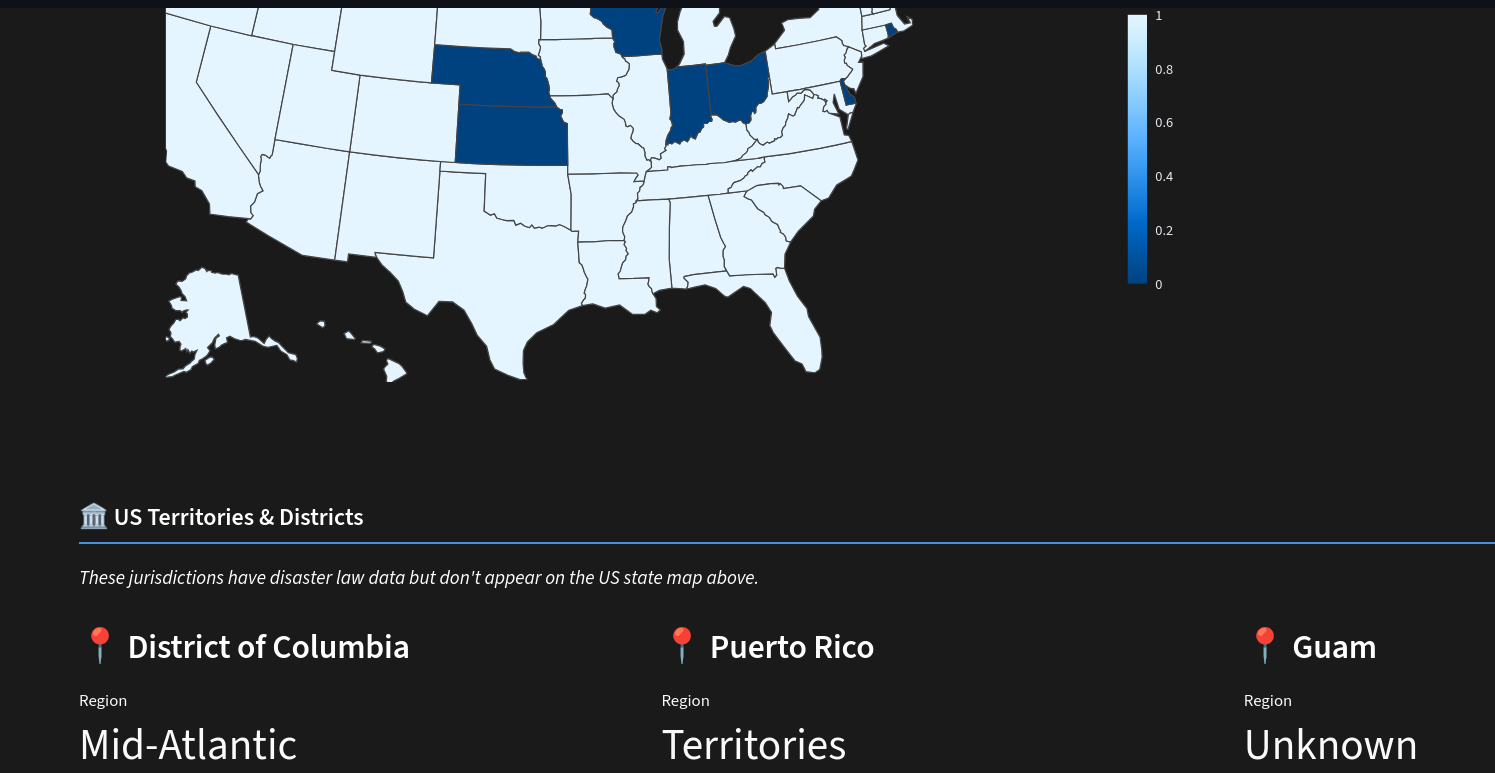 1
0.8
0.6
0.4
0.2
0
🏛️ US Territories & Districts
These jurisdictions have disaster law data but don't appear on the US state map above.
📍 District of Columbia
📍 Puerto Rico
📍 Guam
Region
Region
Region
Mid-Atlantic
Territories
Unknown